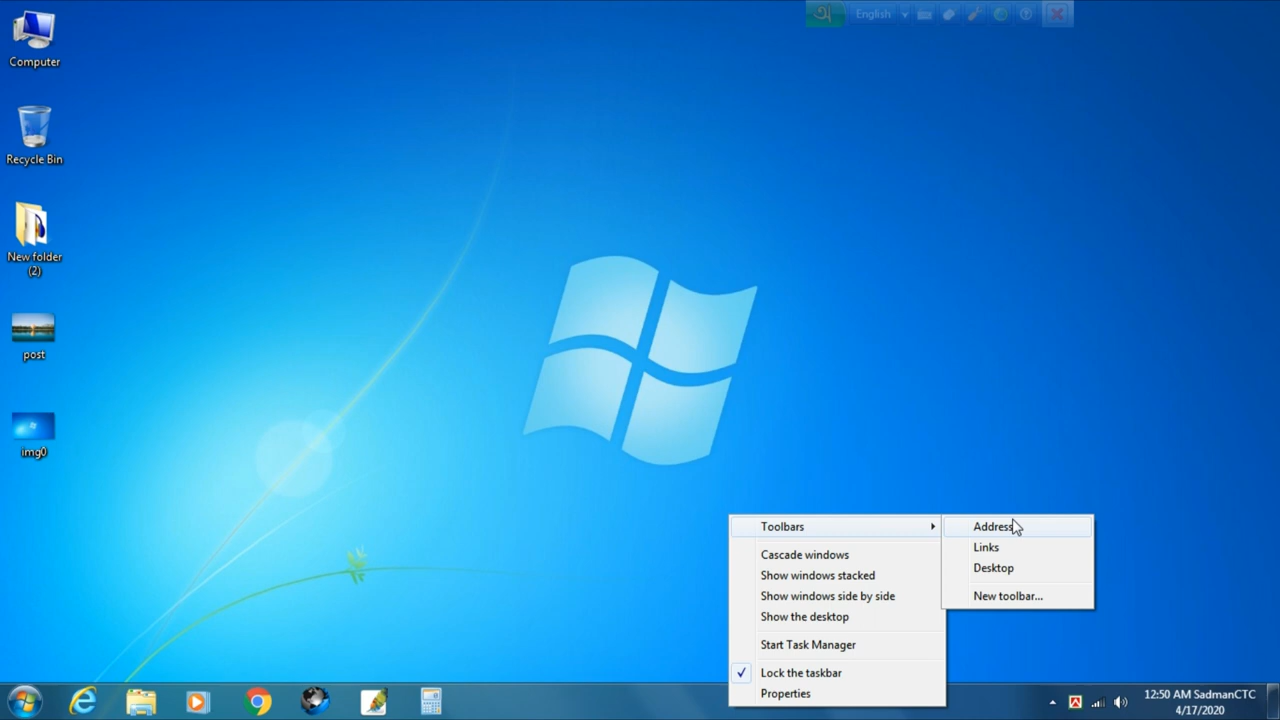 অ
English
Computer
Recycle Bin
New folder
(2)
post
img0
Toolbars
Cascade windows
Show windows stacked
Show windows side by side
Show the desktop
Start Task Manager
Lock the taskbar
Properties
Address
Links
Desktop
New toolbar...
12:50 AM SadmanCTC
4/17/2020